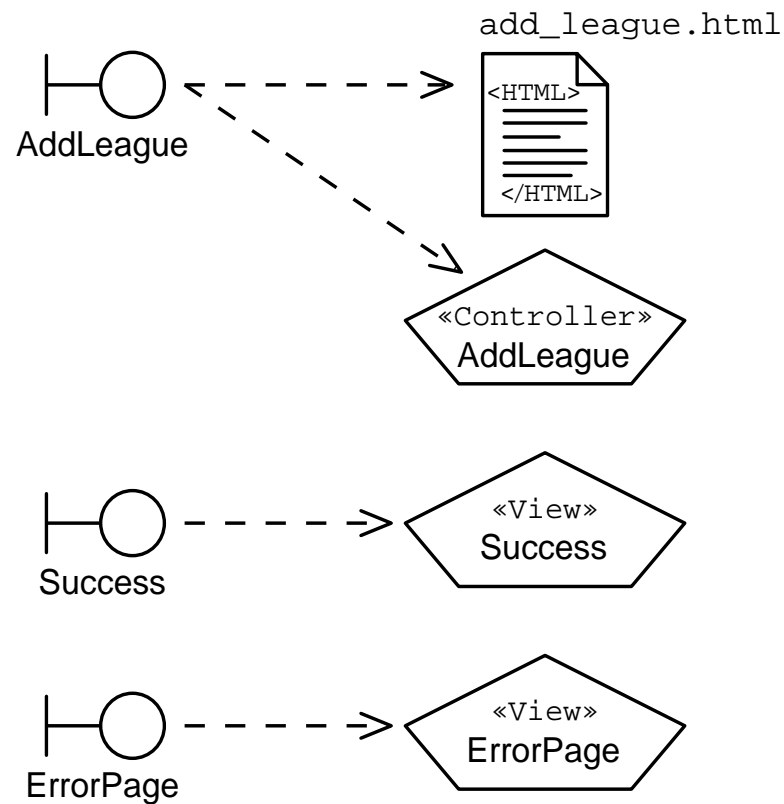 add_league.html
<HTML>
</HTML>
AddLeague
«Controller»
AddLeague
«View»
Success
Success
«View»
ErrorPage
ErrorPage